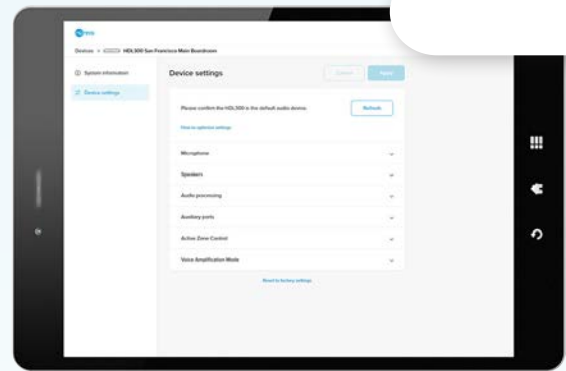 Devices > HDL300 San Francisco Main Boardroom
System information
Device settings
Device settings
Cancel
Apply
Please confirm the HDL300 is the default audio device.
Refresh
How to optimize settings
Microphone
Speakers
Audio processing
Auxiliary ports
Active Zone Control
Voice Amplification Mode
Reset to factory settings